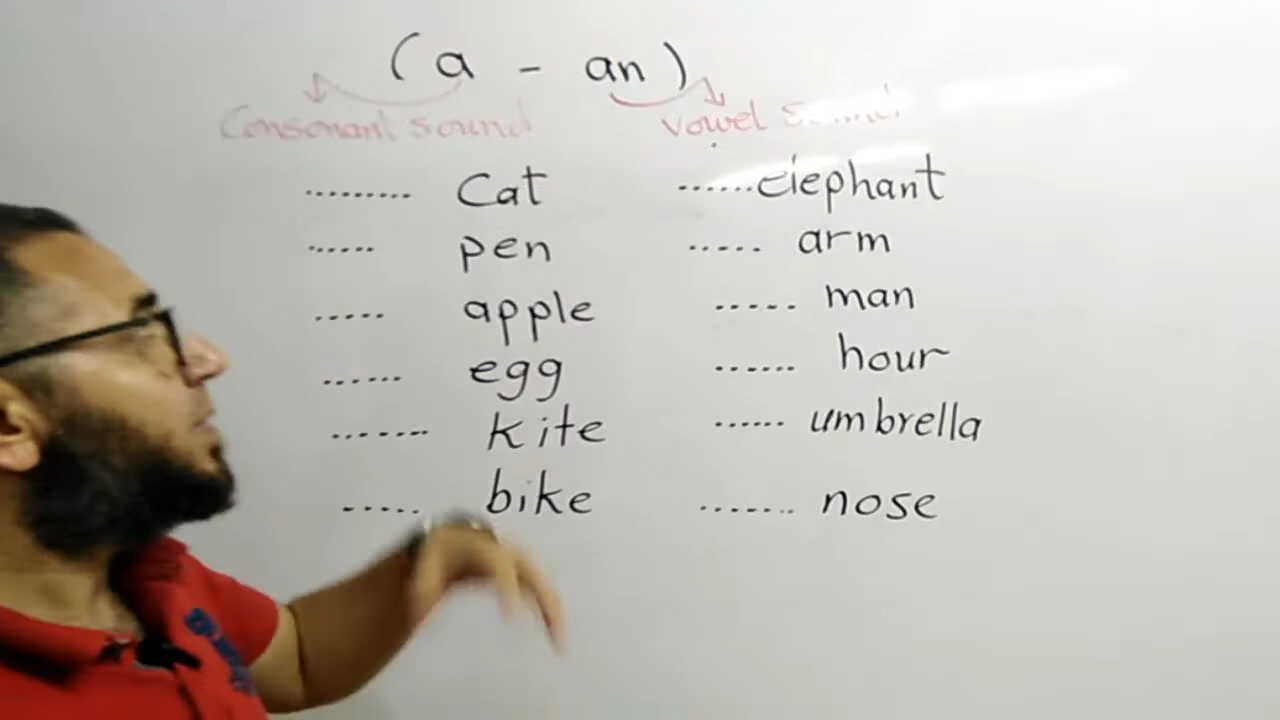 (a - an)
Consonant sound vowel
......... Cat ......elephant
...... pen ..... arm
..... apple ..... man
...... egg ...... hour
....... kite ...... umbrella
..... bike ....... nose